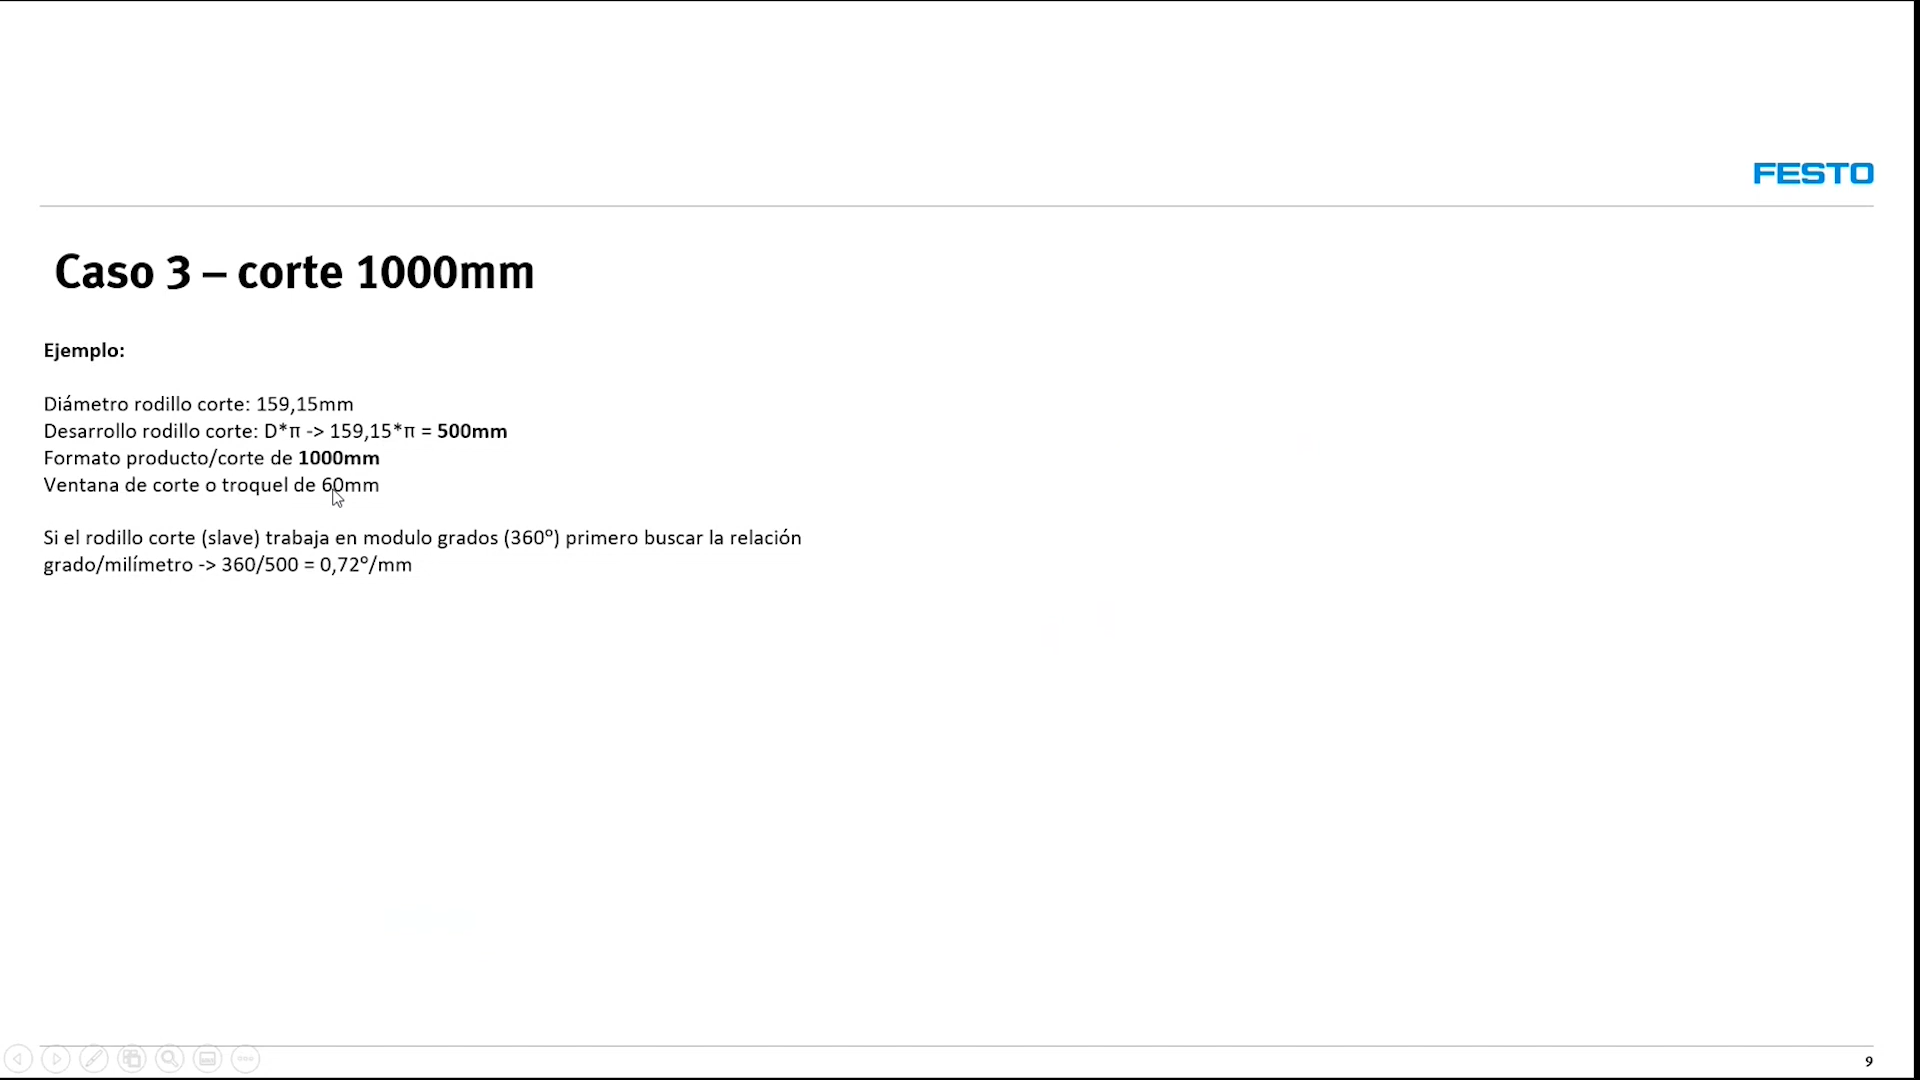 FESTO
Caso 3 – corte 1000mm
Ejemplo:
Diámetro rodillo corte: 159,15mm
Desarrollo rodillo corte: D*π -> 159,15*π = 500mm
Formato producto/corte de 1000mm
Ventana de corte o troquel de 60mm
Si el rodillo corte (slave) trabaja en modulo grados (360º) primero buscar la relación
grado/milímetro -> 360/500 = 0,72º/mm
9